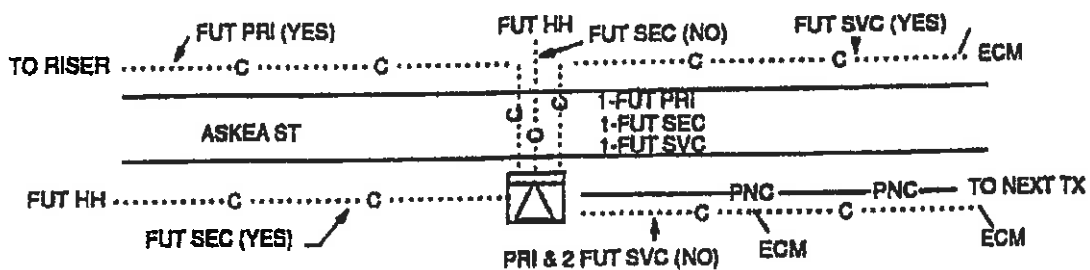 FUT HH
FUT PRI (YES)
FUT SEC (NO)
FUT SVC (YES)
TO RISER
C
C
C
C
ECM
C
C
C
1-FUT PRI
1-FUT SEC
1-FUT SVC
ASKEA ST
FUT HH
C
C
PNC
PNC
TO NEXT TX
C
C
FUT SEC (YES)
ECM
ECM
PRI & 2 FUT SVC (NO)